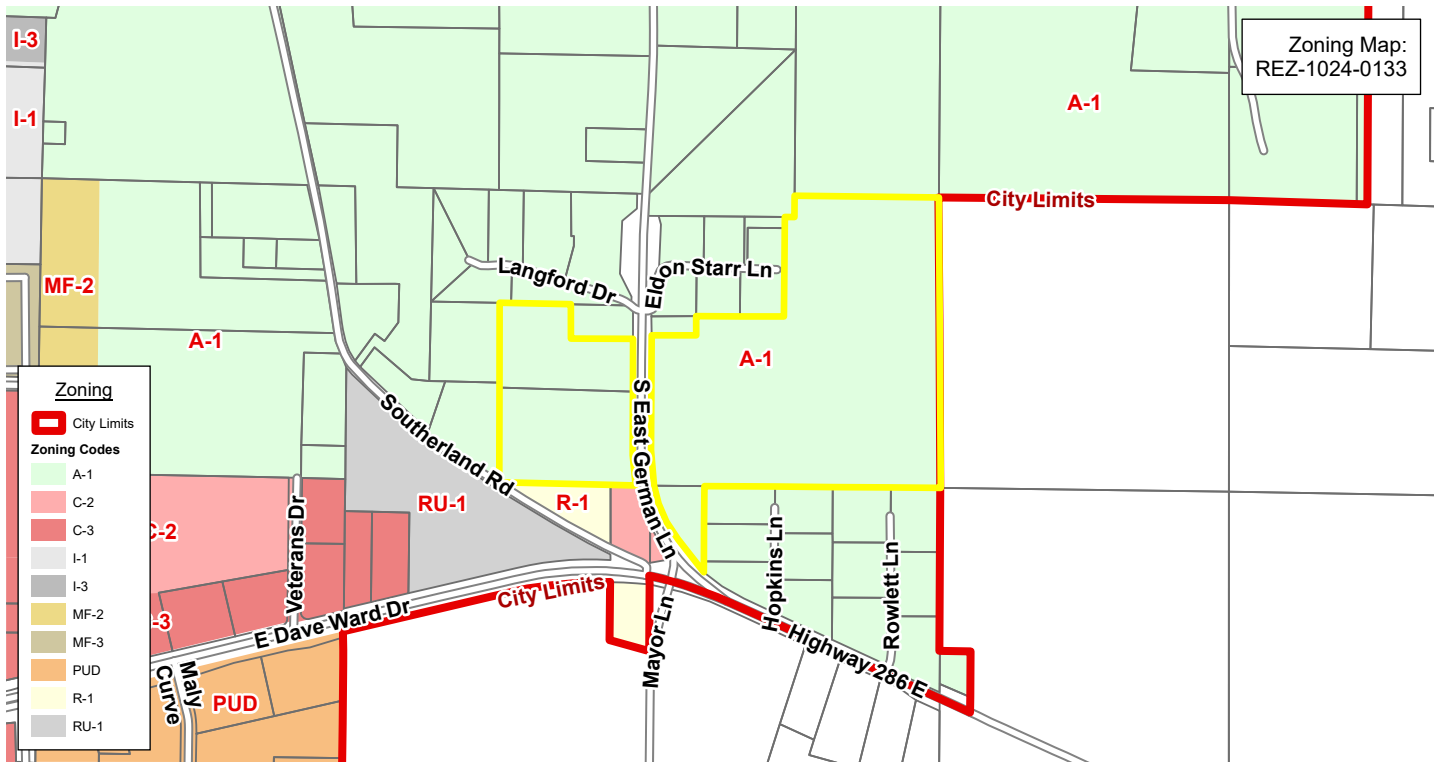 I-3
Zoning Map:
REZ-1024-0133
A-1
I-1
City Limits
Langford Dr
Eldon Starr Ln
MF-2
A-1
A-1
Zoning
City Limits
Zoning Codes
A-1
C-2
C-3
I-1
I-3
MF-2
MF-3
PUD
R-1
RU-1
S East German Ln
Southerland Rd
RU-1
R-1
C-2
Veterans Dr
Hopkins Ln
Rowlett Ln
City Limits
E Dave Ward Dr
-3
Mayor Ln
Highway 286 E
Maly
Curve
PUD